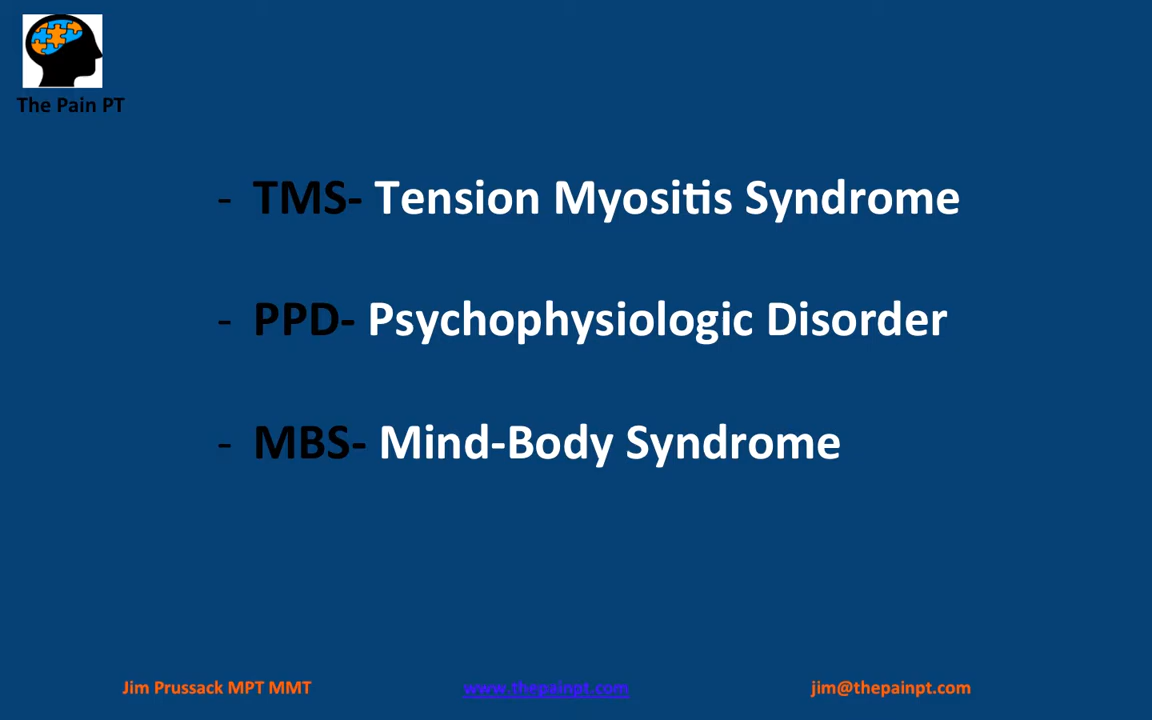 The Pain PT
- TMS- Tension Myositis Syndrome
- PPD- Psychophysiologic Disorder
- MBS- Mind-Body Syndrome
Jim Prussack MPT MMT www.thepainpt.com jim@thepainpt.com